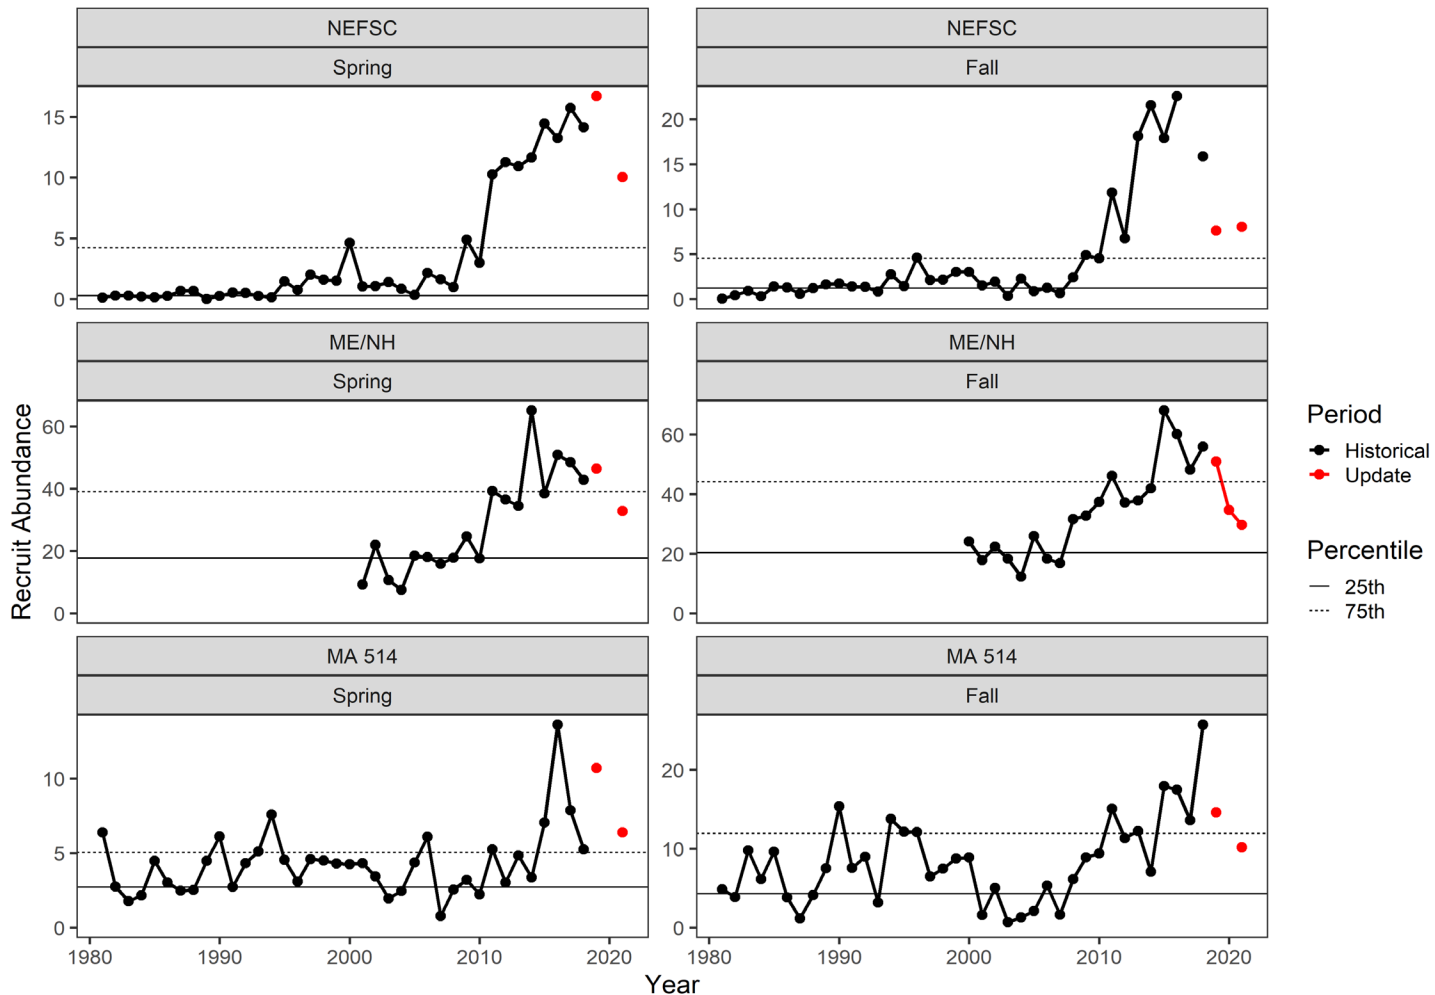 NEFSC
Spring
15
10
5
0
NEFSC
Fall
20
15
10
5
0
ME/NH
Spring
60
40
20
0
ME/NH
Fall
60
40
20
0
MA 514
Spring
10
5
0
1980 1990 2000 2010 2020
MA 514
Fall
20
10
0
1980 1990 2000 2010 2020
Recruit Abundance
Year
Period
Historical
Update
Percentile
25th
75th